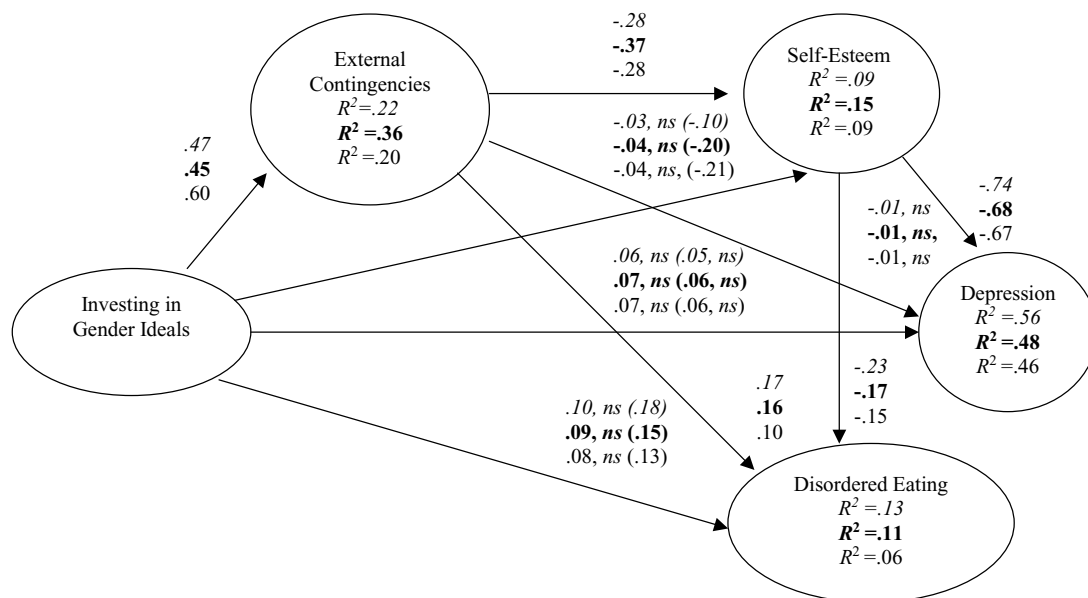 -.28
-.37
-.28
External
Contingencies
R²=.22
R² =.36
R² =.20
Self-Esteem
R² =.09
R² =.15
R² =.09
-.03, ns (-.10)
-.04, ns (-.20)
-.04, ns, (-.21)
.47
.45
.60
-.01, ns
-.01, ns,
-.01, ns
-.74
-.68
-.67
.06, ns (.05, ns)
.07, ns (.06, ns)
.07, ns (.06, ns)
Investing in
Gender Ideals
Depression
R² =.56
R² =.48
R² =.46
.10, ns (.18)
.09, ns (.15)
.08, ns (.13)
.17
.16
.10
-.23
-.17
-.15
Disordered Eating
R² =.13
R² =.11
R² =.06